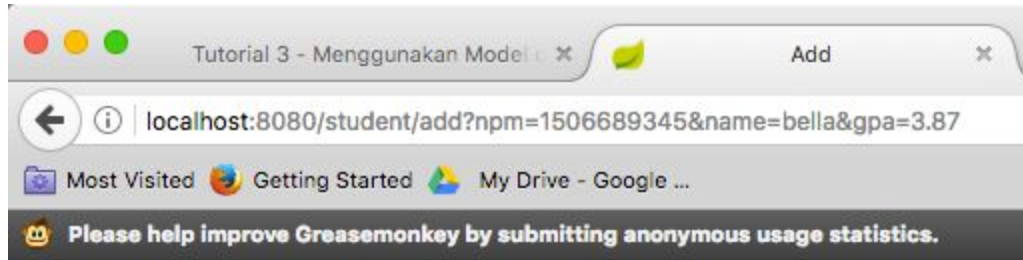 Tutorial 3 - Menggunakan Model
Add
localhost:8080/student/add?npm=1506689345&name=bella&gpa=3.87
Most Visited Getting Started My Drive - Google ...
Please help improve Greasemonkey by submitting anonymous usage statistics.